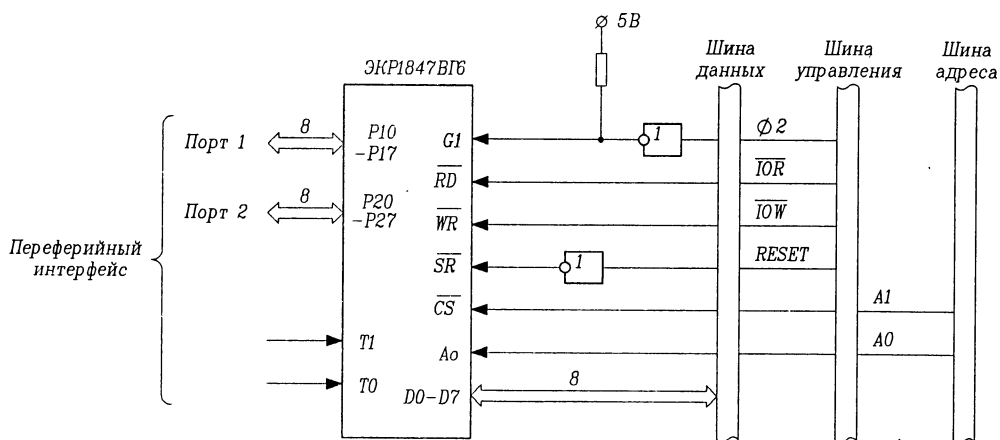 5В
ЭКР1847ВГ6
Шина
данных
Шина
управления
Шина
адреса
Порт 1
8
P10
-P17
G1
1
Ф2
RD
IOR
Порт 2
8
P20
-P27
WR
IOW
Переферийный
интерфейс
SR
1
RESET
CS
A1
T1
Ao
A0
T0
D0-D7
8